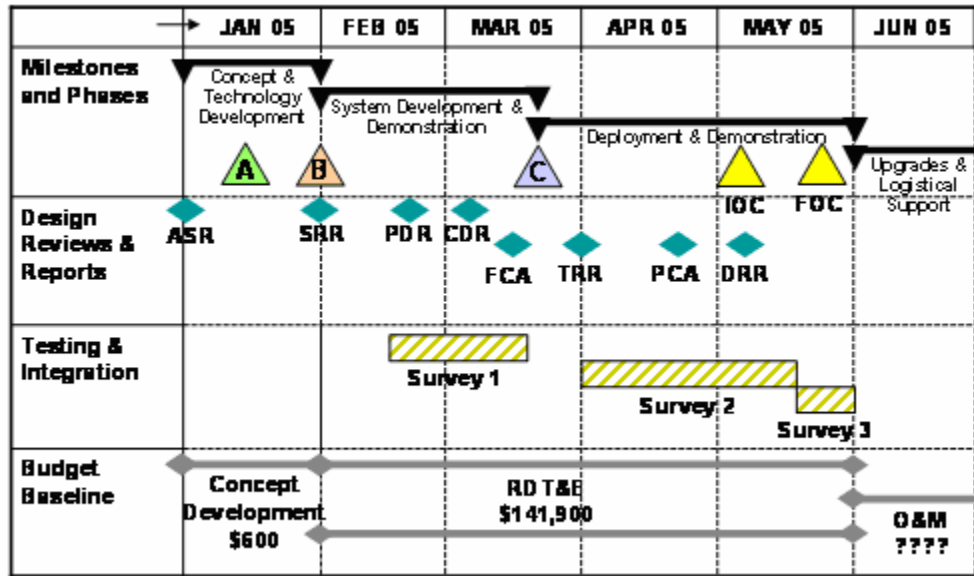 JAN 05 FEB 05 MAR 05 APR 05 MAY 05 JUN 05
Milestones
and Phases
Concept &
Technology
Development
System Development &
Demonstration
Deployment & Demonstration
Upgrades &
Logistical
Support
A B C
IOC FOC
Design
Reviews &
Reports
ASR SRR PDR CDR
FCA TRR PCA DRR
Testing &
Integration
Survey 1
Survey 2
Survey 3
Budget
Baseline
Concept
Development
$600
RDT&E
$141,900
O&M
????